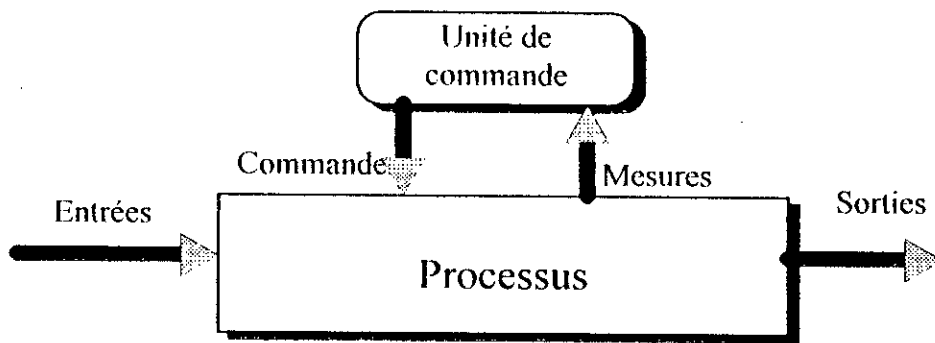 Unité de
commande
Commande
Mesures
Entrées
Sorties
Processus